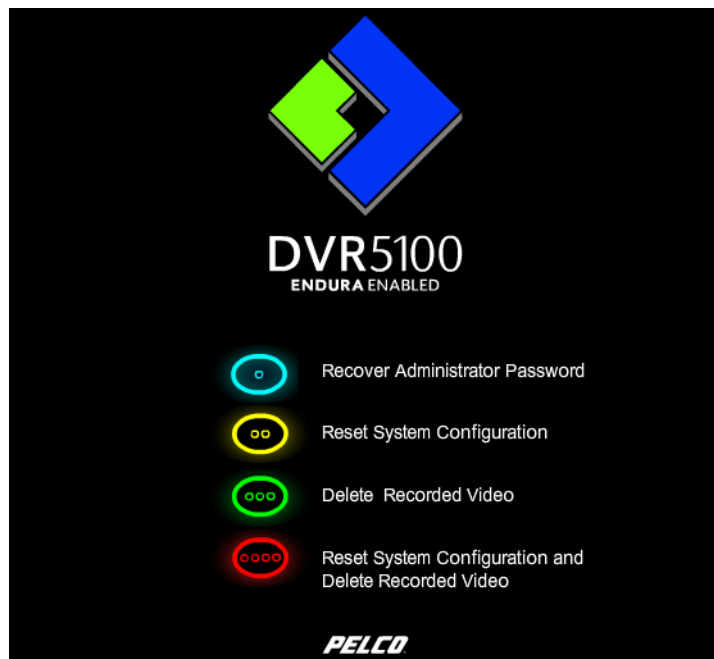 DVR5100
ENDURA ENABLED
Recover Administrator Password
Reset System Configuration
Delete Recorded Video
Reset System Configuration and
Delete Recorded Video
PELCO